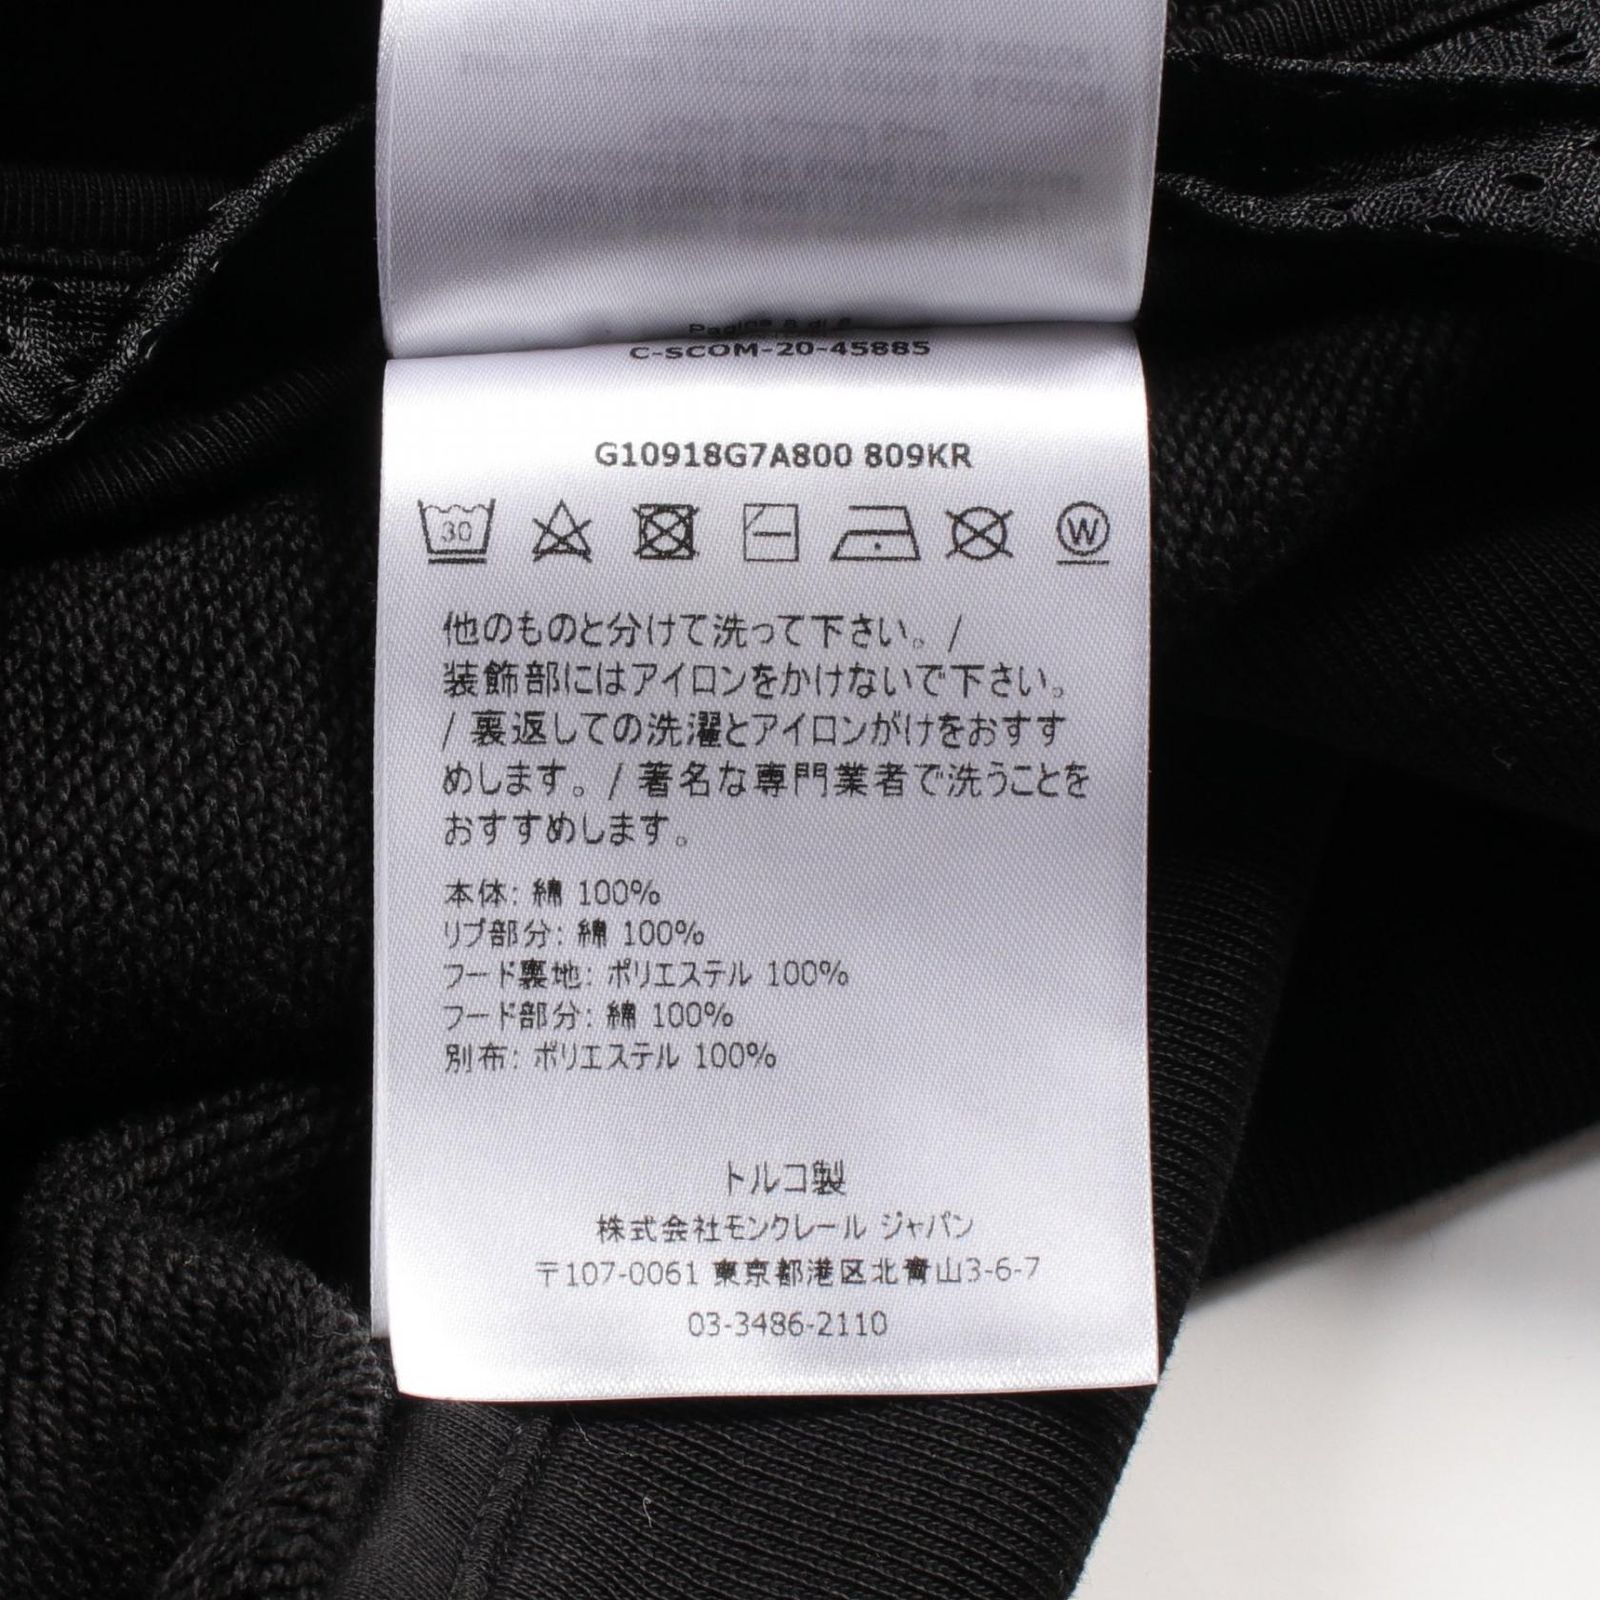 Pagina 8 di 8
C-SCOM-20-45885
G10918G7A800 809KR
30
W
他のものと分けて洗って下さい。/
装飾部にはアイロンをかけないで下さい。
/ 裏返しての洗濯とアイロンがけをおすす
めします。/ 著名な専門業者で洗うことを
おすすめします。
本体: 綿 100%
リブ部分: 綿 100%
フード裏地: ポリエステル 100%
フード部分: 綿 100%
別布: ポリエステル 100%
トルコ製
株式会社モンクレール ジャパン
〒107-0061 東京都港区北青山3-6-7
03-3486-2110